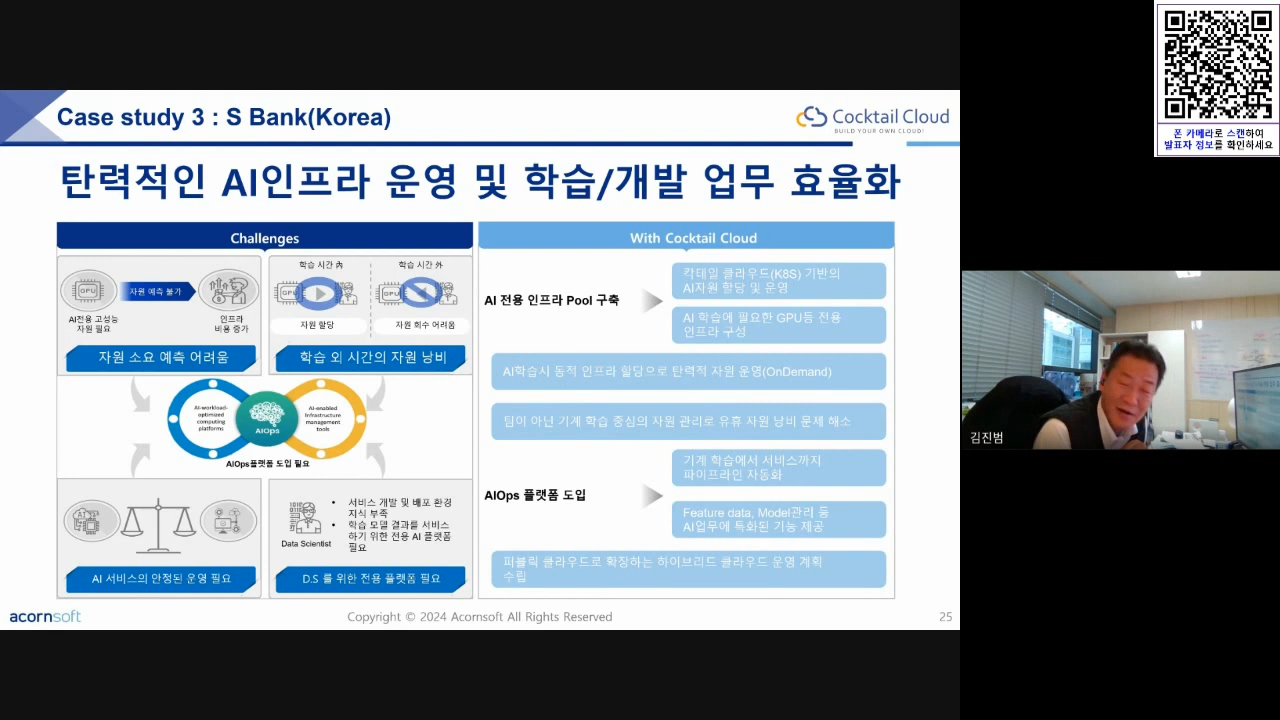 Case study 3 : S Bank(Korea)
Cocktail Cloud
BUILD YOUR OWN CLOUD!
탄력적인 AI인프라 운영 및 학습/개발 업무 효율화
Challenges
GPU
자원 예측 불가
AI전용 고성능
자원 필요
인프라
비용 증가
자원 소요 예측 어려움
학습 시간 內
학습 시간 外
GPU
GPU
자원 할당
자원 회수 어려움
학습 외 시간의 자원 낭비
AI-workload-
optimized
computing
platforms
AIOps
AI-enabled
infrastructure
management
tools
AIOps플랫폼 도입 필요
AI 서비스의 안정된 운영 필요
Data Scientist
• 서비스 개발 및 배포 환경
지식 부족
• 학습 모델 결과를 서비스
하기 위한 전용 AI 플랫폼
필요
D.S 를 위한 전용 플랫폼 필요
With Cocktail Cloud
AI 전용 인프라 Pool 구축
칵테일 클라우드(K8S) 기반의
AI자원 할당 및 운영
AI 학습에 필요한 GPU등 전용
인프라 구성
AI학습시 동적 인프라 할당으로 탄력적 자원 운영(OnDemand)
팀이 아닌 기계 학습 중심의 자원 관리로 유휴 자원 낭비 문제 해소
AIOps 플랫폼 도입
기계 학습에서 서비스까지
파이프라인 자동화
Feature data, Model관리 등
AI업무에 특화된 기능 제공
퍼블릭 클라우드로 확장하는 하이브리드 클라우드 운영 계획
수립
acornsoft
Copyright © 2024 Acornsoft All Rights Reserved
25
폰 카메라로 스캔하여
발표자 정보를 확인하세요
김진범